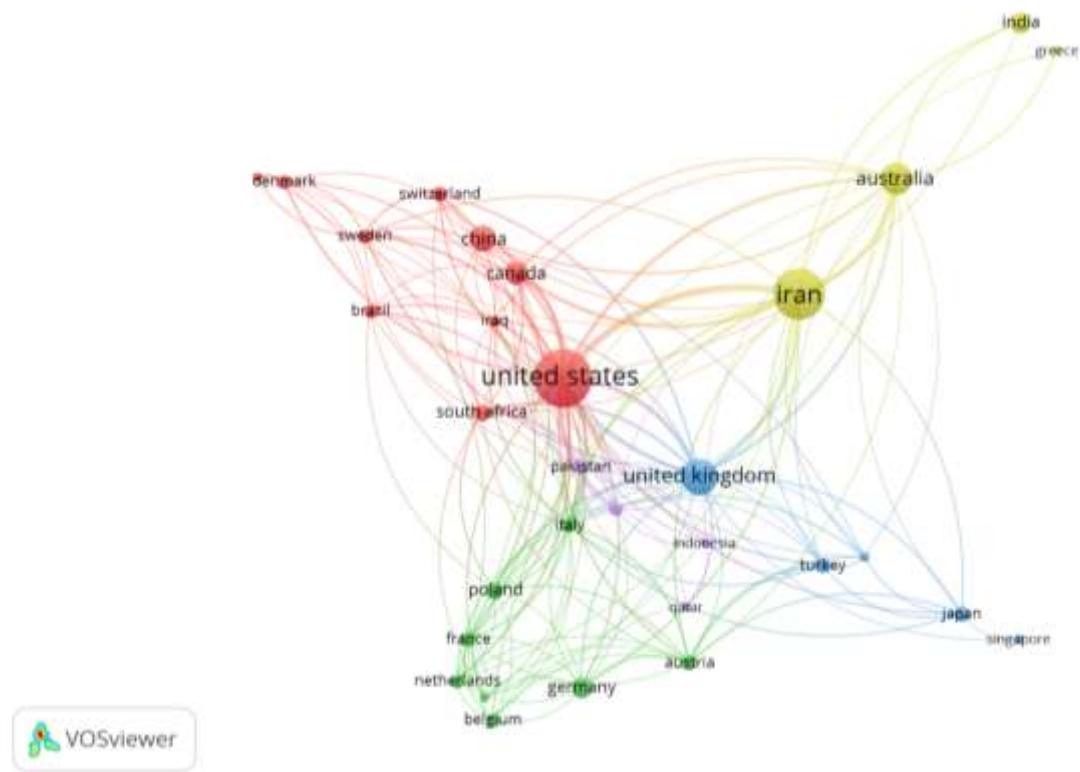 india
greece
australia
denmark
switzerland
sweden
china
canada
iran
brazil
iraq
united states
south africa
pakistan
united kingdom
italy
indonesia
turkey
poland
qatar
japan
france
singapore
austria
netherlands
germany
belgium
VOSviewer